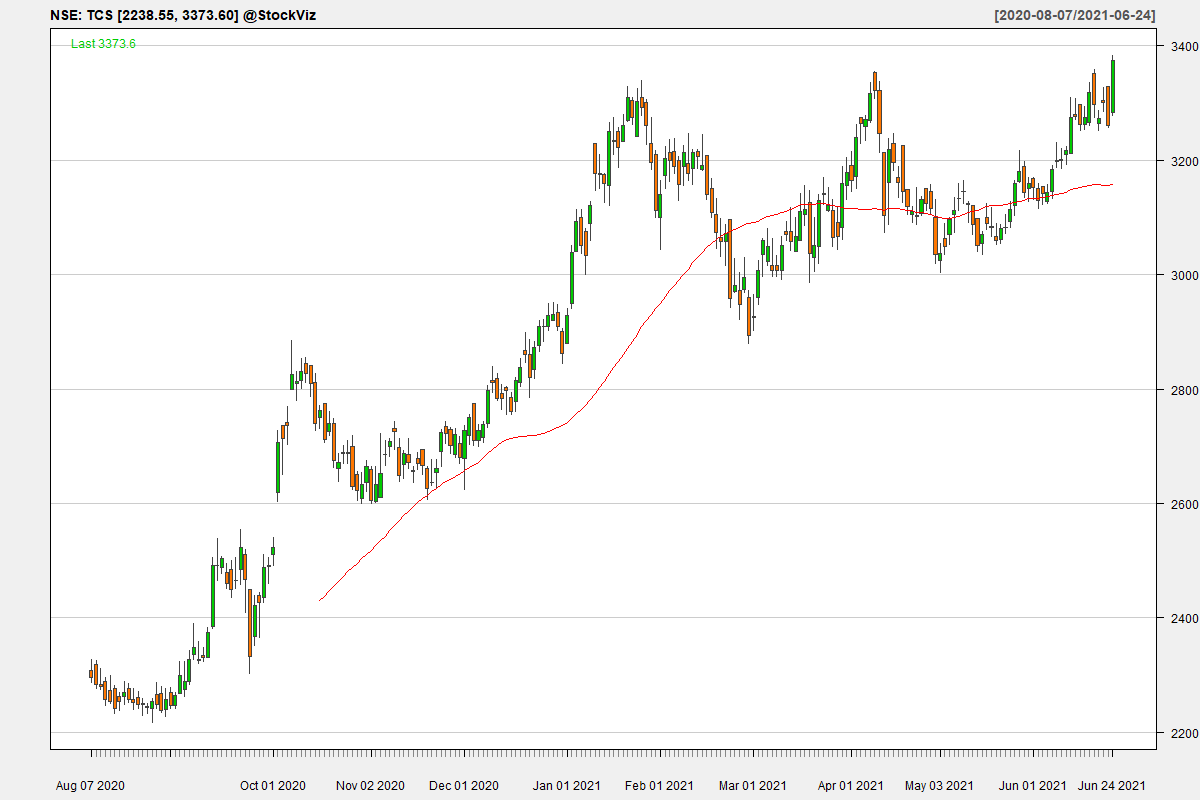 NSE: TCS [2238.55, 3373.60] @StockViz [2020-08-07/2021-06-24]
Last 3373.6
3400
3200
3000
2800
2600
2400
2200
Aug 07 2020 Oct 01 2020 Nov 02 2020 Dec 01 2020 Jan 01 2021 Feb 01 2021 Mar 01 2021 Apr 01 2021 May 03 2021 Jun 01 2021 Jun 24 2021